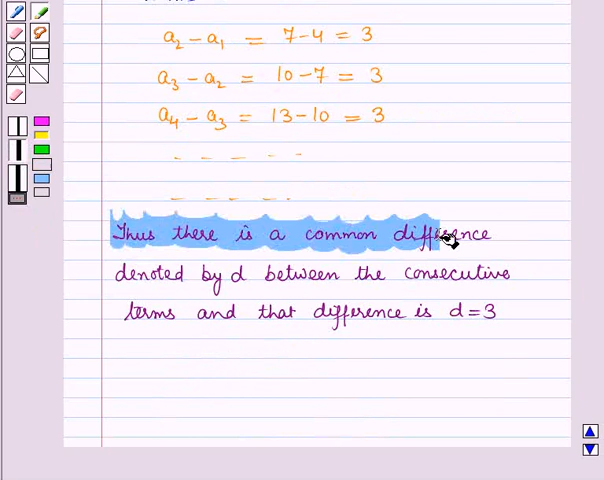 a₂ – a₁ = 7 – 4 = 3
a₃ – a₂ = 10 – 7 = 3
a₄ – a₃ = 13 – 10 = 3
Thus there is a common difference
denoted by d between the consecutive
terms and that difference is d = 3